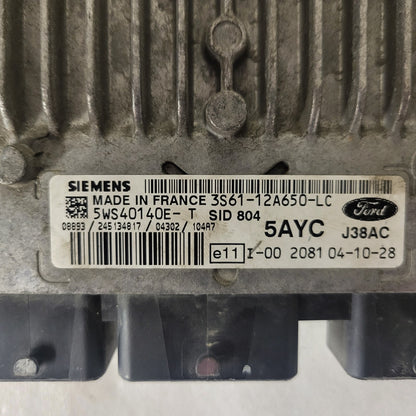 SIEMENS
MADE IN FRANCE 3S61-12A650-LC
5WS40140E-T SID 804
08893/245134817/04302/104A7
Ford
5AYC J38AC
e11 I-00 2081 04-10-28